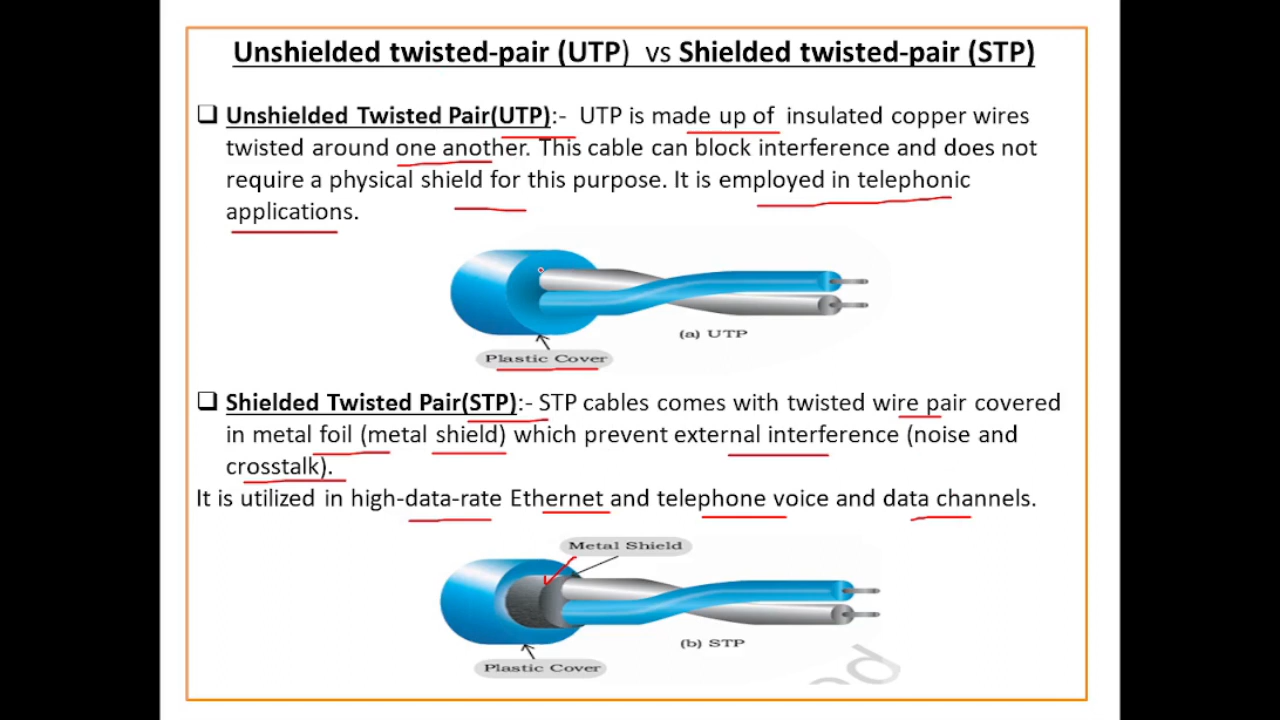 Unshielded twisted-pair (UTP) vs Shielded twisted-pair (STP)
❑ Unshielded Twisted Pair(UTP):- UTP is made up of insulated copper wires
twisted around one another. This cable can block interference and does not
require a physical shield for this purpose. It is employed in telephonic
applications.
(a) UTP
Plastic Cover
❑ Shielded Twisted Pair(STP):- STP cables comes with twisted wire pair covered
in metal foil (metal shield) which prevent external interference (noise and
crosstalk).
It is utilized in high-data-rate Ethernet and telephone voice and data channels.
Metal Shield
(b) STP
Plastic Cover